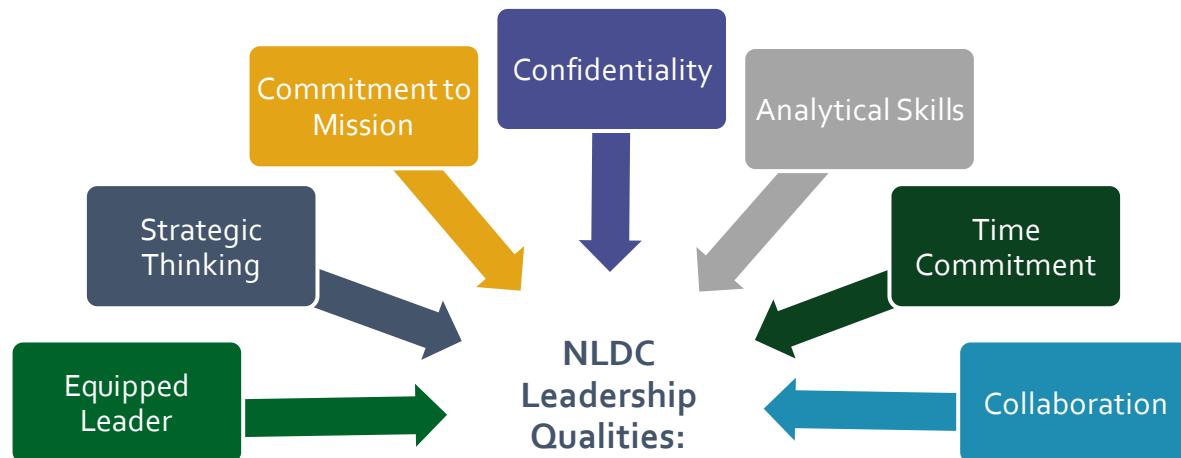 Confidentiality
Commitment to
Mission
Analytical Skills
Strategic
Thinking
Time
Commitment
NLDC
Leadership
Qualities:
Equipped
Leader
Collaboration